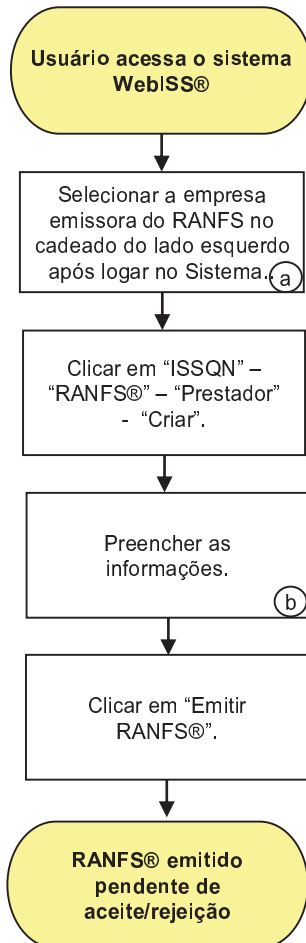 Usuário acessa o sistema
WebISS®
Selecionar a empresa
emissora do RANFS no
cadeado do lado esquerdo
após logar no Sistema..
a
Clicar em “ISSQN” –
“RANFS®” – “Prestador”
- “Criar”.
Preencher as
informações.
b
Clicar em “Emitir
RANFS®”.
RANFS® emitido
pendente de
aceite/rejeição